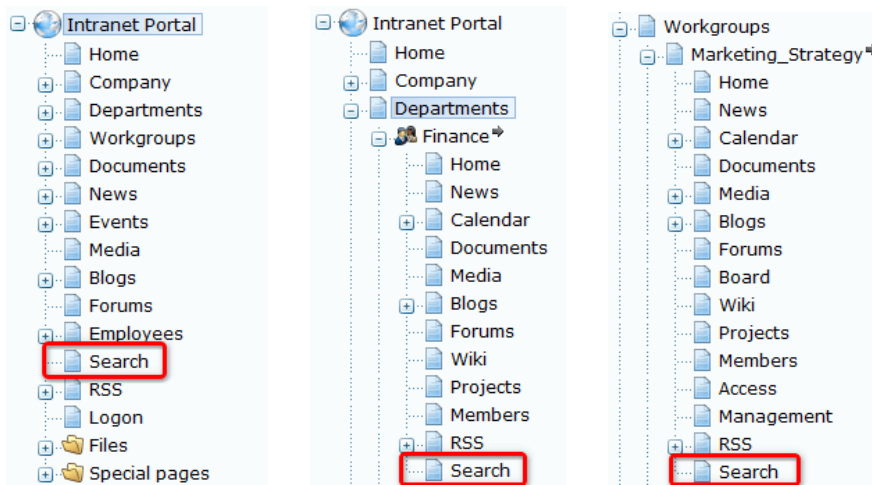 Intranet Portal
Home
Company
Departments
Workgroups
Documents
News
Events
Media
Blogs
Forums
Employees
Search
RSS
Logon
Files
Special pages
Intranet Portal
Home
Company
Departments
Finance
Home
News
Calendar
Documents
Media
Blogs
Forums
Wiki
Projects
Members
RSS
Search
Workgroups
Marketing_Strategy
Home
News
Calendar
Documents
Media
Blogs
Forums
Board
Wiki
Projects
Members
Access
Management
RSS
Search